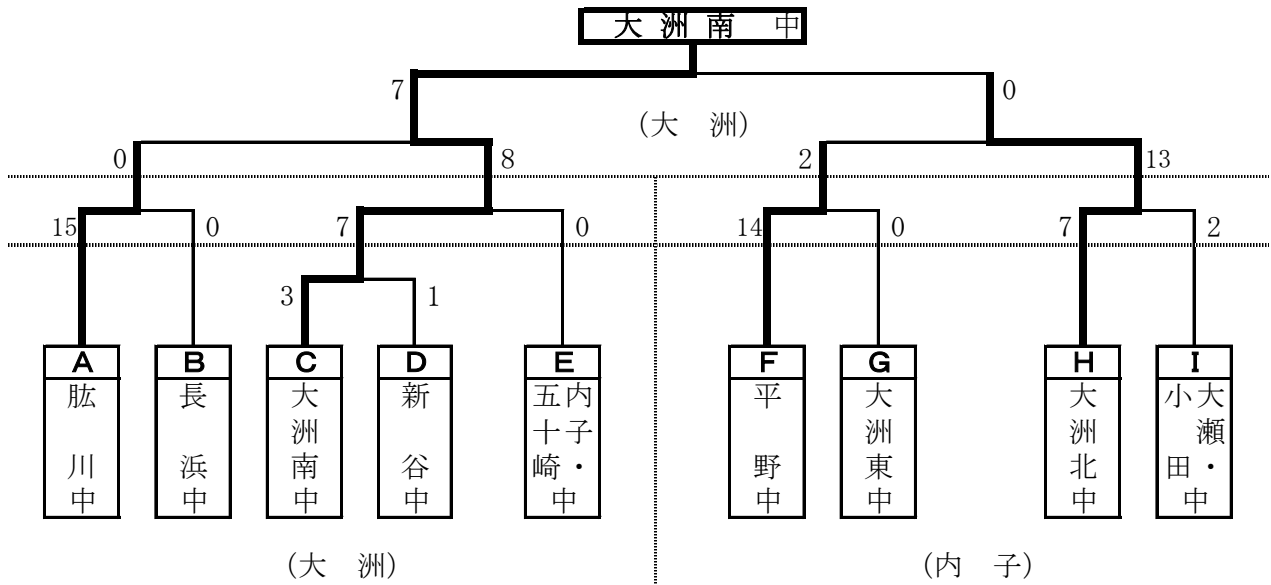 大洲南 中
7 0
(大 洲)
0 8 2 13
15 0 7 0 14 0 7 2
3 1
A B C D E F G H I
肱川中
長浜中
大洲南中
新谷中
内子・
五十崎中
平野中
大洲東中
大洲北中
大瀬・
小田中
(大 洲) (内 子)